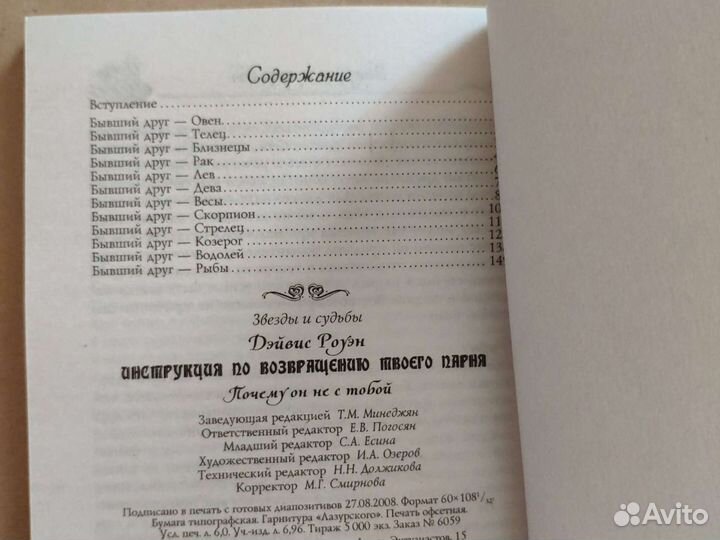 Содержание
Вступление
Бывший друг — Овен
Бывший друг — Телец
Бывший друг — Близнецы
Бывший друг — Рак
Бывший друг — Лев
Бывший друг — Дева
Бывший друг — Весы
Бывший друг — Скорпион
Бывший друг — Стрелец
Бывший друг — Козерог
Бывший друг — Водолей
Бывший друг — Рыбы
Звезды и судьбы
Дэйвис Роуэн
ИНСТРУКЦИЯ ПО ВОЗВРАЩЕНИЮ ТВОЕГО ПАРНЯ
Почему он не с тобой
Заведующая редакцией Т.М. Минеджян
Ответственный редактор Е.В. Погосян
Младший редактор С.А. Есина
Художественный редактор И.А. Озеров
Технический редактор Н.Н. Должикова
Корректор М.Г. Смирнова
Подписано в печать с готовых диапозитивов 27.08.2008. Формат 60×108¹/₃₂
Бумага типографская. Гарнитура «Лазурского». Печать офсетная.
Усл. печ. л. 6,0. Уч.-изд. л. 6,96. Тираж 5 000 экз. Заказ № 6059
Avito